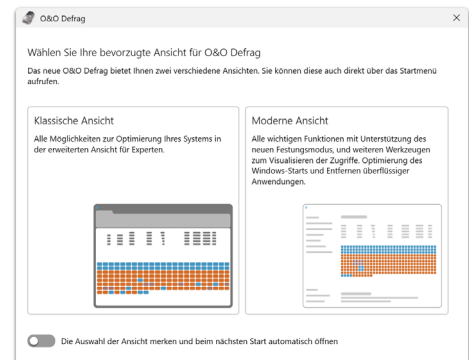 O&O Defrag
Wählen Sie Ihre bevorzugte Ansicht für O&O Defrag
Das neue O&O Defrag bietet Ihnen zwei verschiedene Ansichten. Sie können diese auch direkt über das Startmenü
aufrufen.
Klassische Ansicht
Alle Möglichkeiten zur Optimierung Ihres Systems in
der erweiterten Ansicht für Experten.
Moderne Ansicht
Alle wichtigen Funktionen mit Unterstützung des
neuen Festungsmodus, und weiteren Werkzeugen
zum Visualisieren der Zugriffe. Optimierung des
Windows-Starts und Entfernen überflüssiger
Anwendungen.
Die Auswahl der Ansicht merken und beim nächsten Start automatisch öffnen